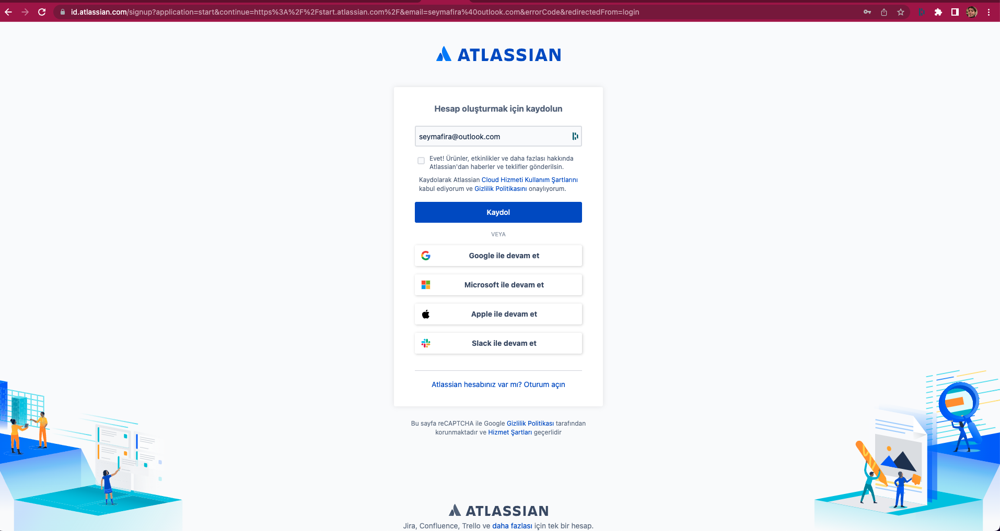 id.atlassian.com/signup?application=start&continue=https%3A%2F%2Fstart.atlassian.com%2F&email=seymafira%40outlook.com&errorCode&redirectedFrom=login
ATLASSIAN
Hesap oluşturmak için kaydolun
seymafira@outlook.com
Evet! Ürünler, etkinlikler ve daha fazlası hakkında
Atlassian'dan haberler ve teklifler gönderilsin.
Kaydolarak Atlassian Cloud Hizmeti Kullanım Şartlarını
kabul ediyorum ve Gizlilik Politikasını onaylıyorum.
Kaydol
VEYA
Google ile devam et
Microsoft ile devam et
Apple ile devam et
Slack ile devam et
Atlassian hesabınız var mı? Oturum açın
Bu sayfa reCAPTCHA ile Google Gizlilik Politikası tarafından
korunmaktadır ve Hizmet Şartları geçerlidir
ATLASSIAN
Jira, Confluence, Trello ve daha fazlası için tek bir hesap.